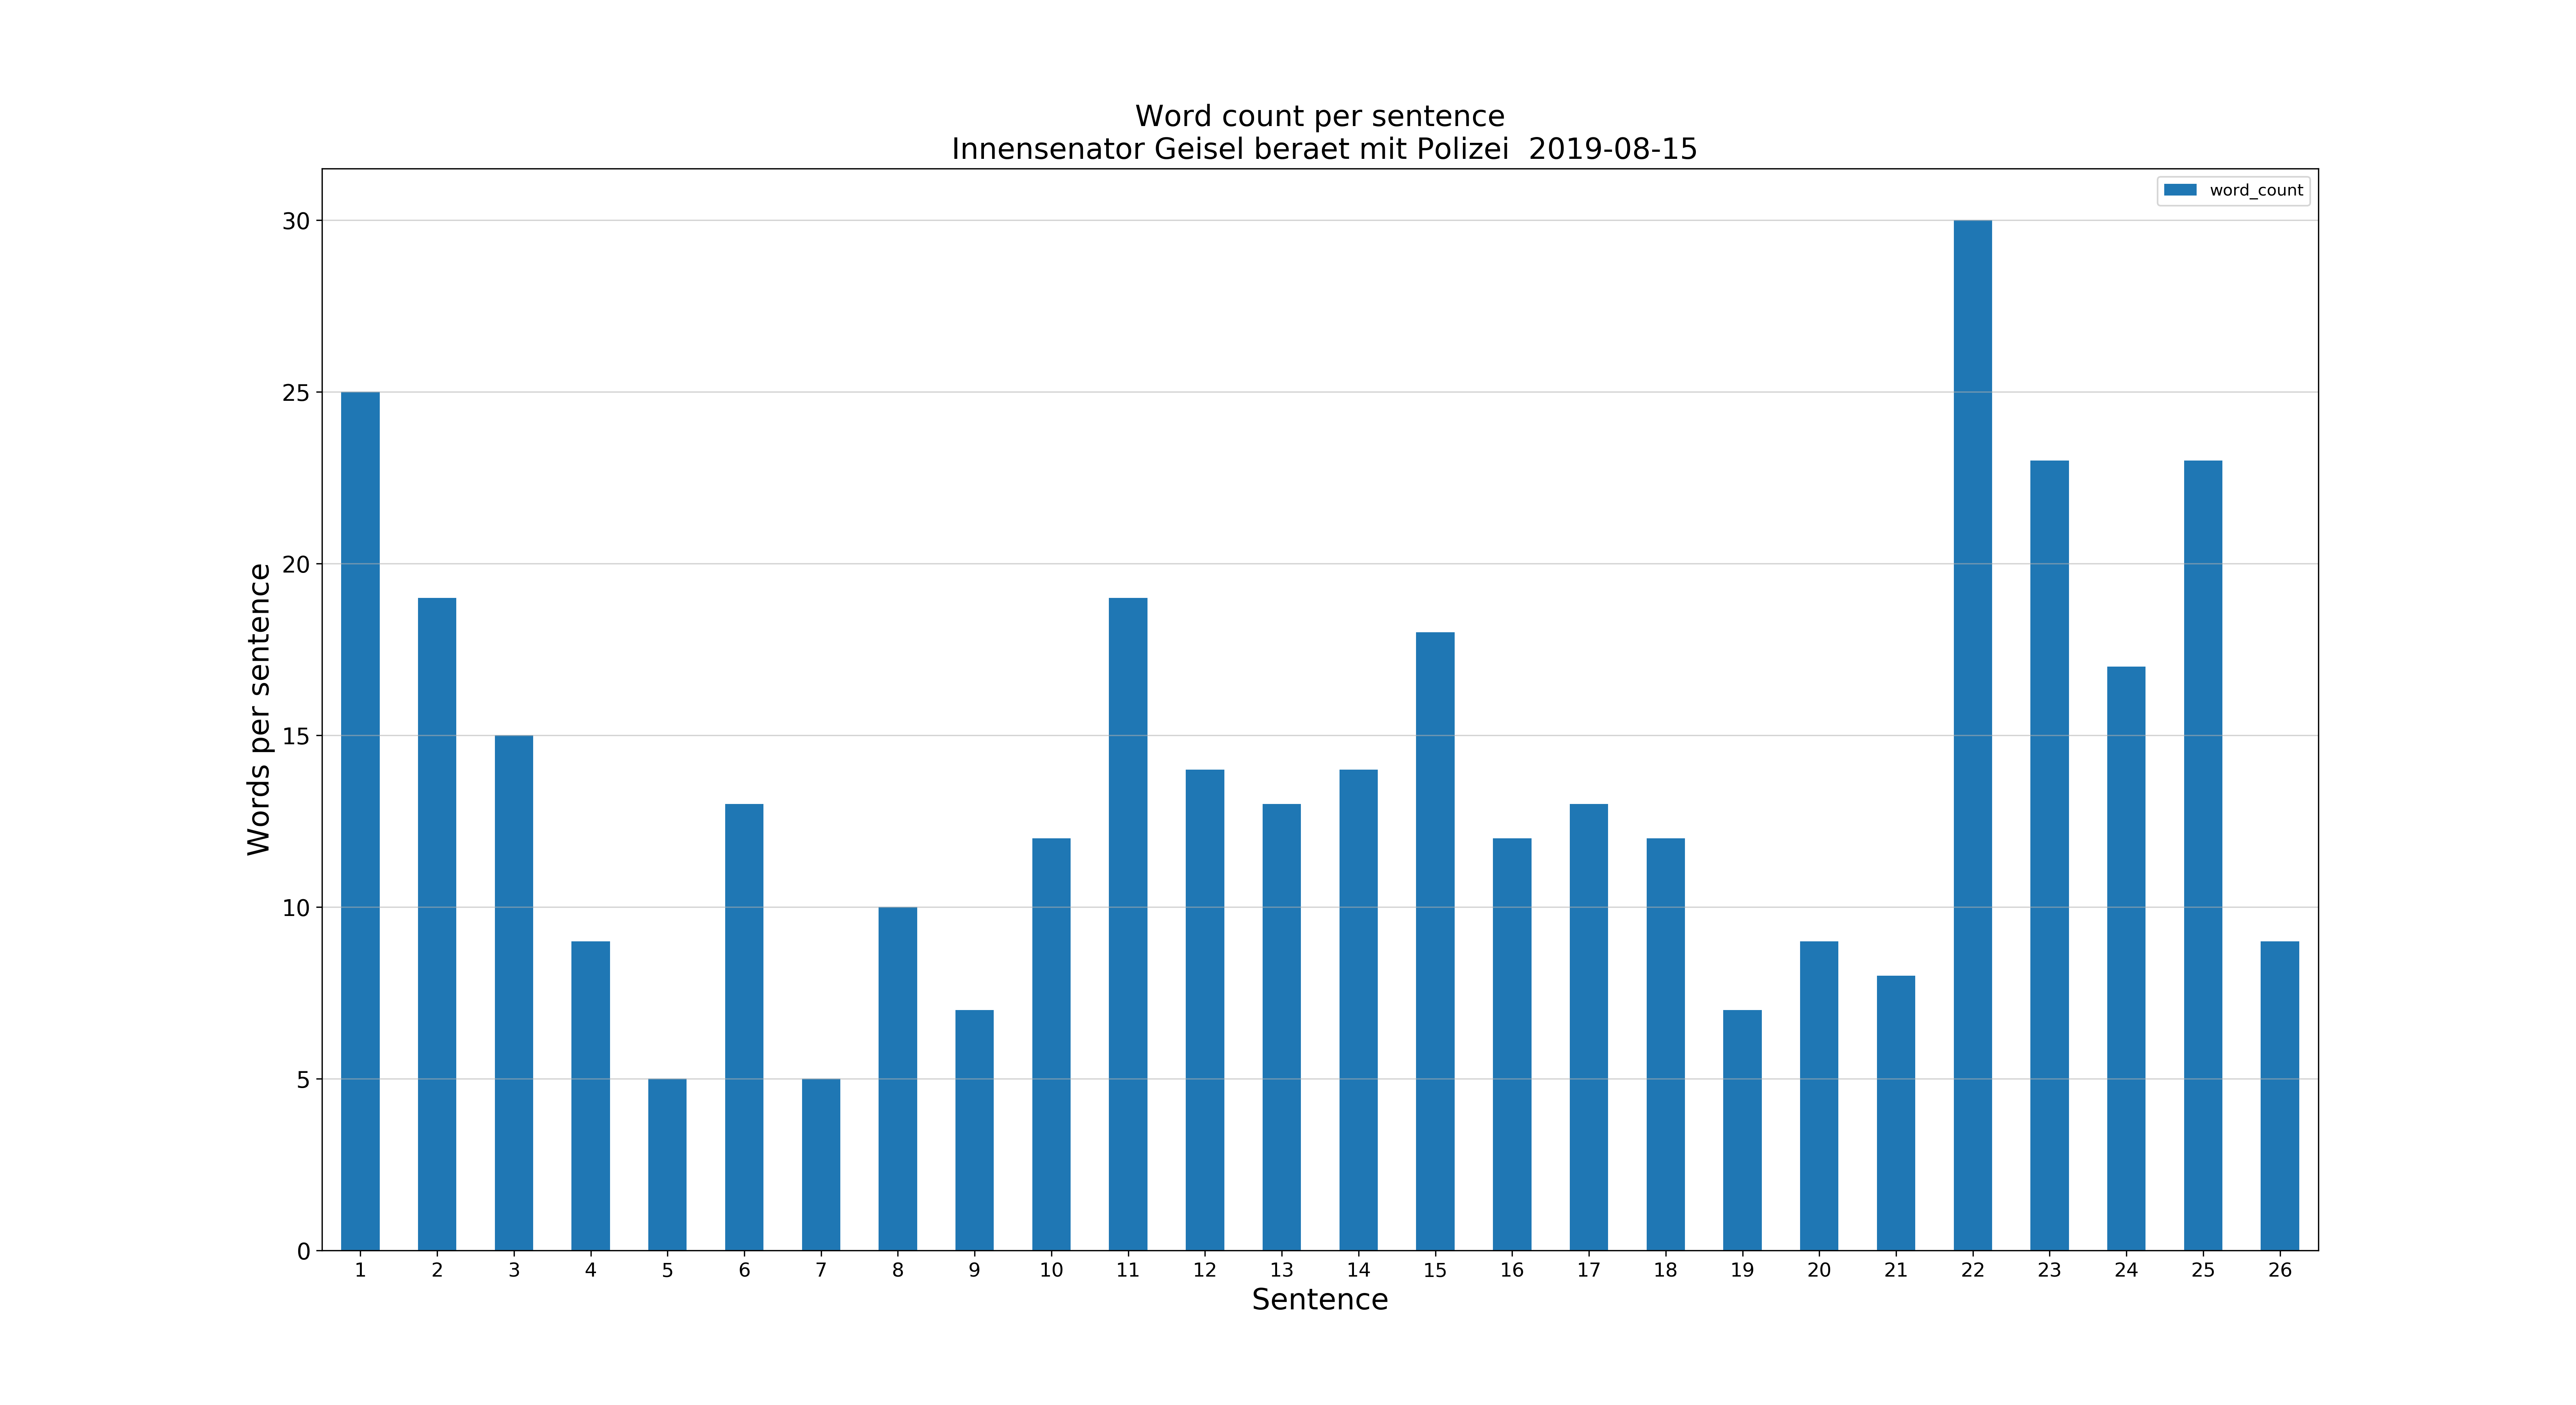 Word count per sentence
Innensenator Geisel beraet mit Polizei  2019-08-15
word_count
30
25
20
15
10
5
0
Words per sentence
1 2 3 4 5 6 7 8 9 10 11 12 13 14 15 16 17 18 19 20 21 22 23 24 25 26
Sentence